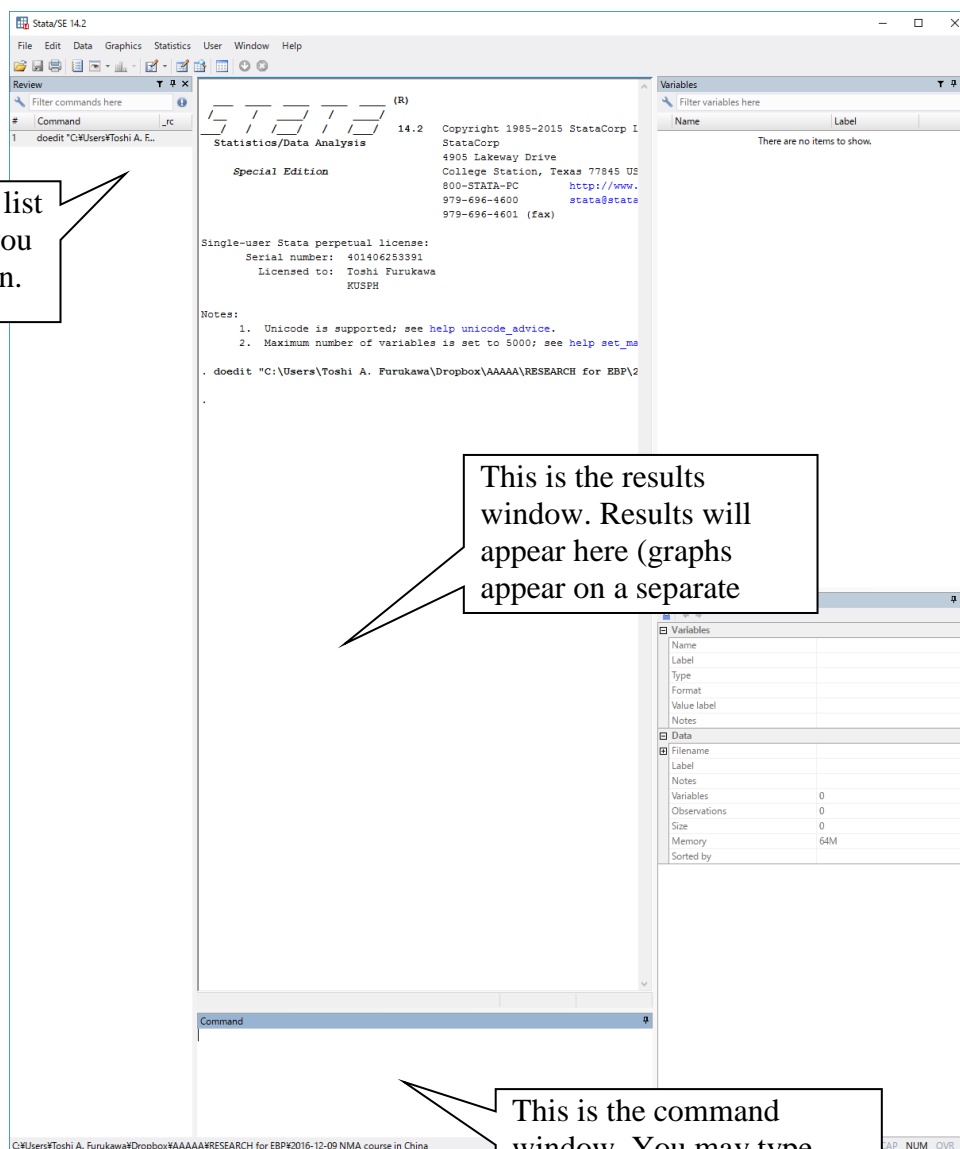 Stata/SE 14.2
File Edit Data Graphics Statistics User Window Help
Review
Filter commands here
# Command _rc
1 doedit "C:¥Users¥Toshi A. F...
list
ou
n.
(R)
14.2 Copyright 1985-2015 StataCorp L
Statistics/Data Analysis StataCorp
4905 Lakeway Drive
Special Edition College Station, Texas 77845 US
800-STATA-PC http://www.
979-696-4600 stata@stata
979-696-4601 (fax)
Single-user Stata perpetual license:
Serial number: 401406253391
Licensed to: Toshi Furukawa
KUSPH
Notes:
1. Unicode is supported; see help unicode_advice.
2. Maximum number of variables is set to 5000; see help set_ma
. doedit "C:\Users\Toshi A. Furukawa\Dropbox\AAAAA\RESEARCH for EBP\2
.
This is the results
window. Results will
appear here (graphs
appear on a separate
Command
This is the command
window. You may type
Variables
Filter variables here
Name Label
There are no items to show.
Variables
Name
Label
Type
Format
Value label
Notes
Data
Filename
Label
Notes
Variables 0
Observations 0
Size 0
Memory 64M
Sorted by
C:¥Users¥Toshi A. Furukawa¥Dropbox¥AAAAA¥RESEARCH for EBP¥2016-12-09 NMA course in China
AP NUM OVR